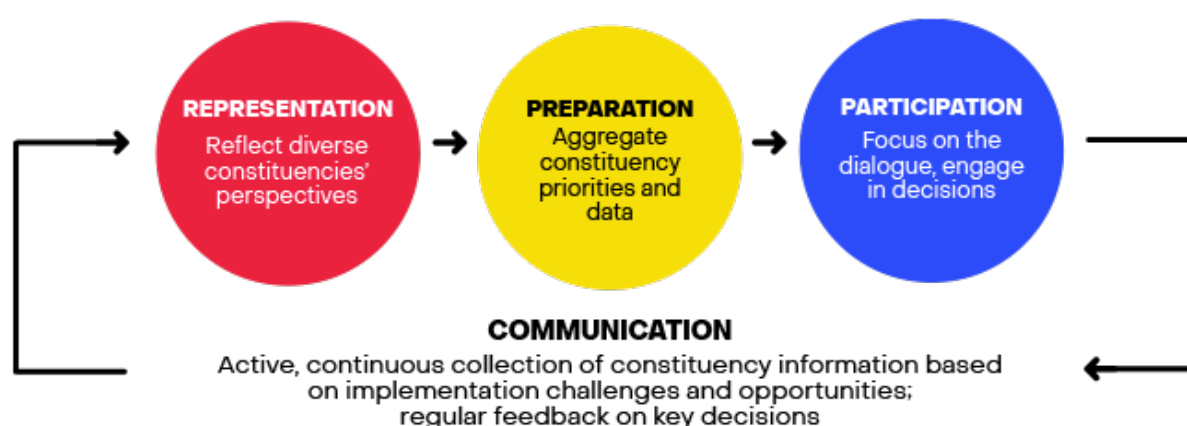 REPRESENTATION
Reflect diverse
constituencies’
perspectives
PREPARATION
Aggregate
constituency
priorities and
data
PARTICIPATION
Focus on the
dialogue, engage
in decisions
COMMUNICATION
Active, continuous collection of constituency information based
on implementation challenges and opportunities;
regular feedback on key decisions